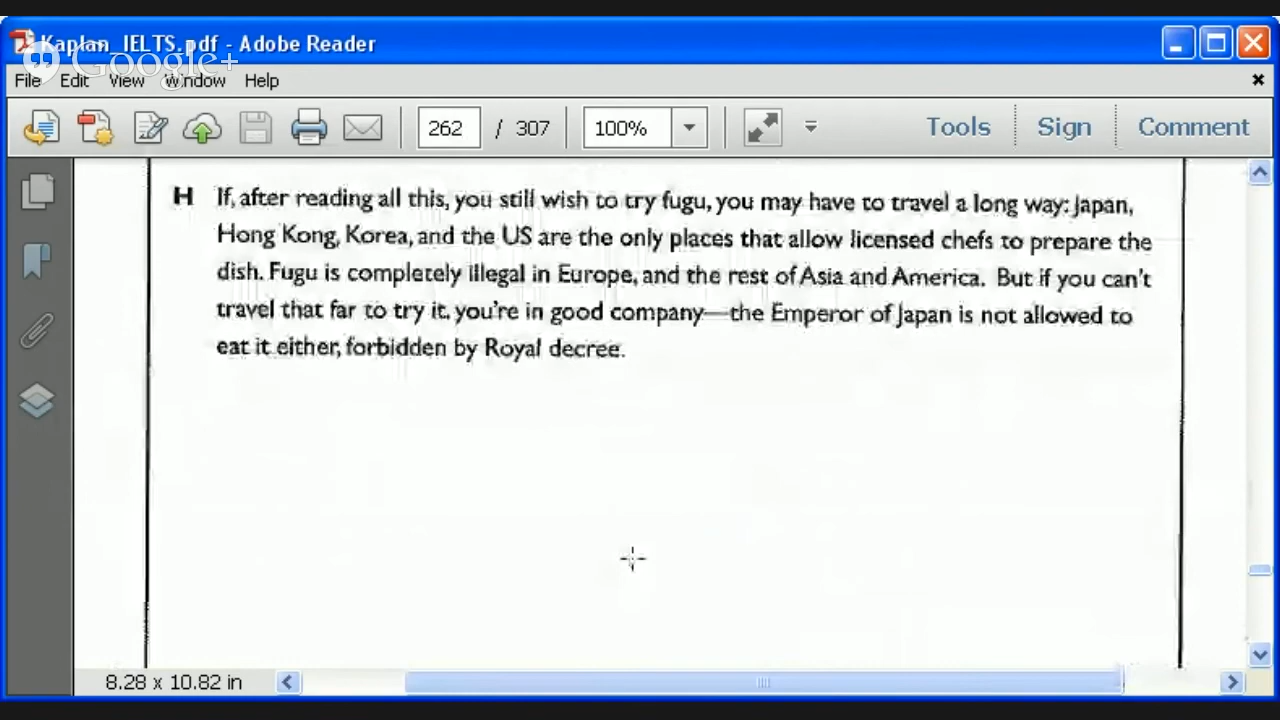 Kaplan_IELTS.pdf - Adobe Reader
Google+
File Edit View Window Help
262 / 307 100% Tools Sign Comment
H If, after reading all this, you still wish to try fugu, you may have to travel a long way: Japan,
Hong Kong, Korea, and the US are the only places that allow licensed chefs to prepare the
dish. Fugu is completely illegal in Europe, and the rest of Asia and America. But if you can't
travel that far to try it, you're in good company—the Emperor of Japan is not allowed to
eat it either, forbidden by Royal decree.
8.28 x 10.82 in